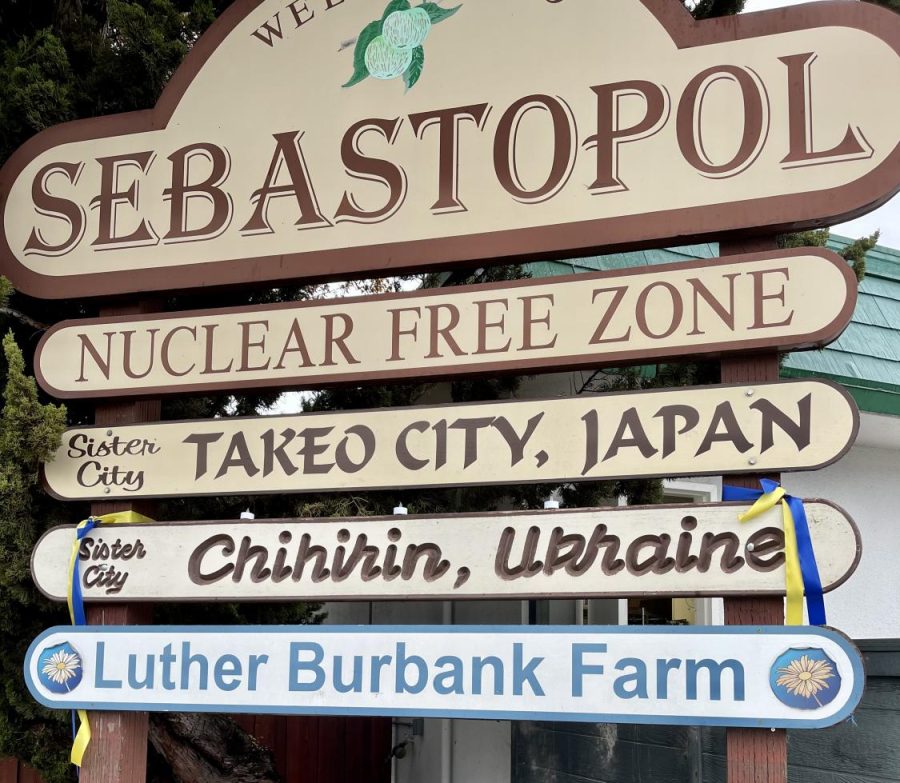 SEBASTOPOL
NUCLEAR FREE ZONE
Sister City TAKEO CITY, JAPAN
Sister City Chihirin, Ukraine
Luther Burbank Farm